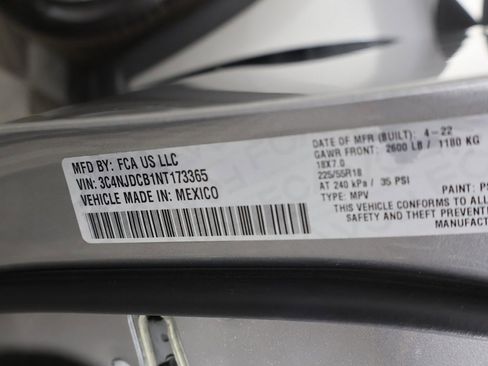 MFD BY: FCA US LLC
VIN: 3C4NJDCB1NT173365
VEHICLE MADE IN: MEXICO
DATE OF MFR (BUILT): 4-22
GAWR FRONT: 2600 LB / 1180 KG
18X7.0
225/55R18
AT 240 kPa / 35 PSI
TYPE: MPV
PAINT:
THIS VEHICLE CONFORMS TO ALL
SAFETY AND THEFT PREVENTION